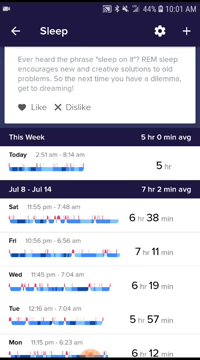 44% 10:01 AM
Sleep
Ever heard the phrase "sleep on it"? REM sleep
encourages new and creative solutions to old
problems. So the next time you have a dilemma,
get to dreaming!
Like Dislike
This Week 5 hr 0 min avg
Today 2:51 am - 8:14 am
5 hr
Jul 8 - Jul 14 7 hr 2 min avg
Sat 11:55 pm - 7:48 am
6 hr 38 min
Fri 10:56 pm - 6:56 am
7 hr 11 min
Wed 11:45 pm - 7:04 am
6 hr 19 min
Tue 12:16 am - 7:04 am
5 hr 57 min
Mon 11:15 pm - 6:23 am
6 hr 12 min